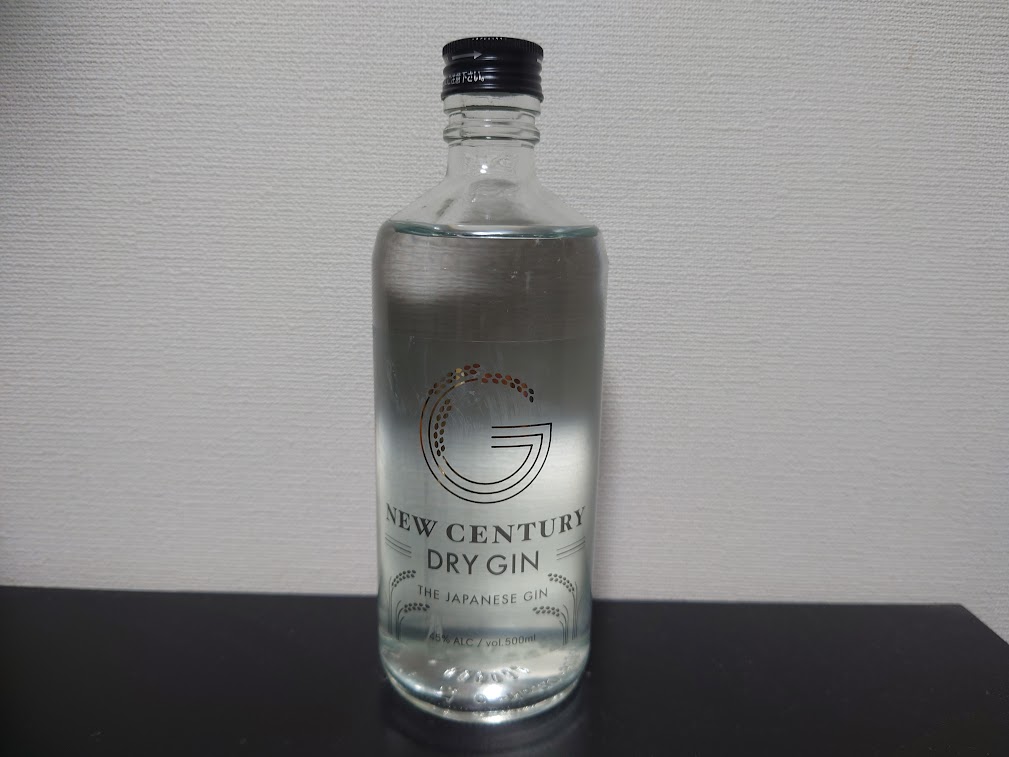 G
NEW CENTURY
DRY GIN
THE JAPANESE GIN
45% ALC / vol.500ml